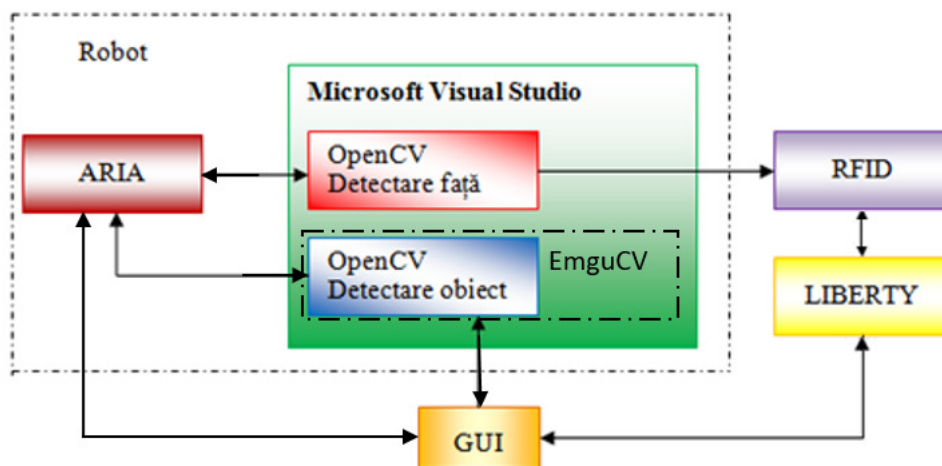 Robot
Microsoft Visual Studio
ARIA
OpenCV
Detectare față
RFID
OpenCV
Detectare obiect
EmguCV
LIBERTY
GUI